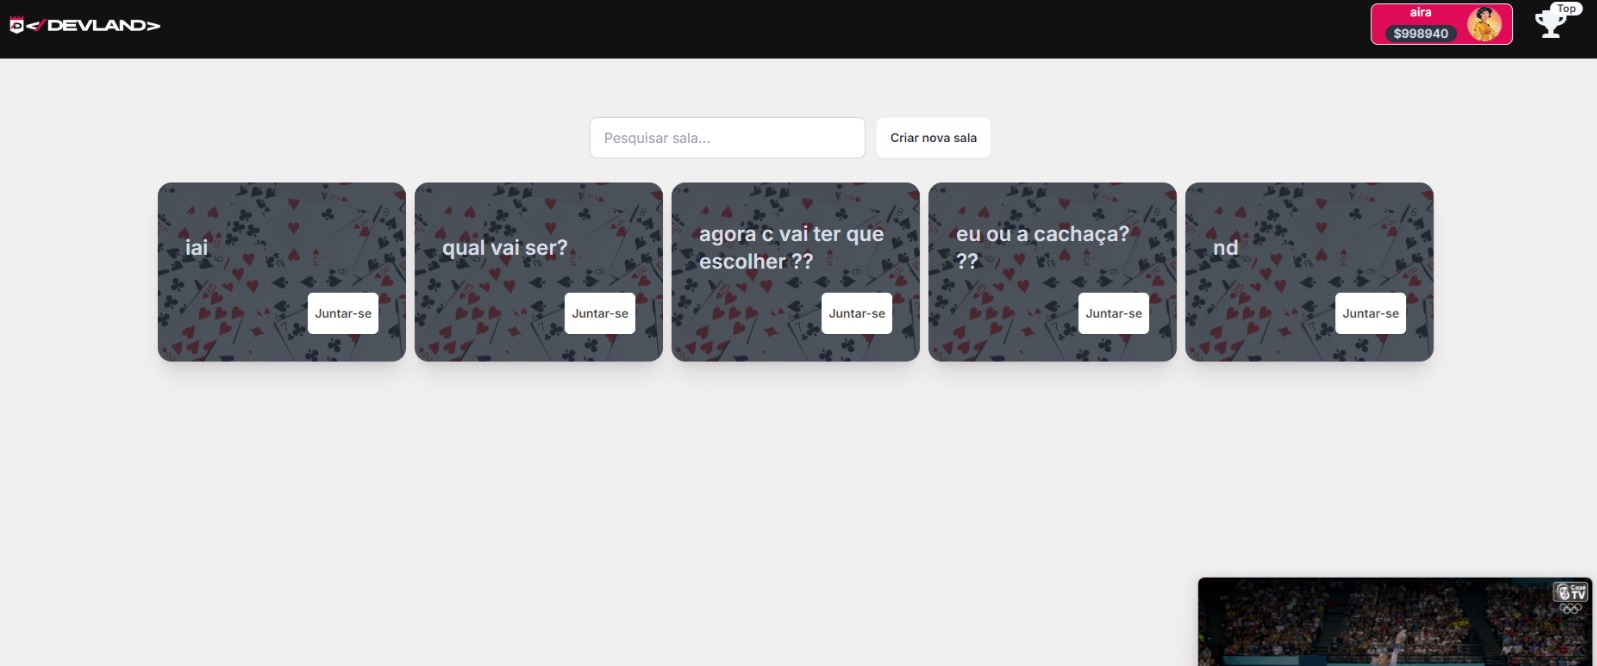 </DEVLAND>
aira
$998940
Top
Pesquisar sala...
Criar nova sala
iai
Juntar-se
qual vai ser?
Juntar-se
agora c vai ter que
escolher ??
Juntar-se
eu ou a cachaça?
??
Juntar-se
nd
Juntar-se
Cazé
TV